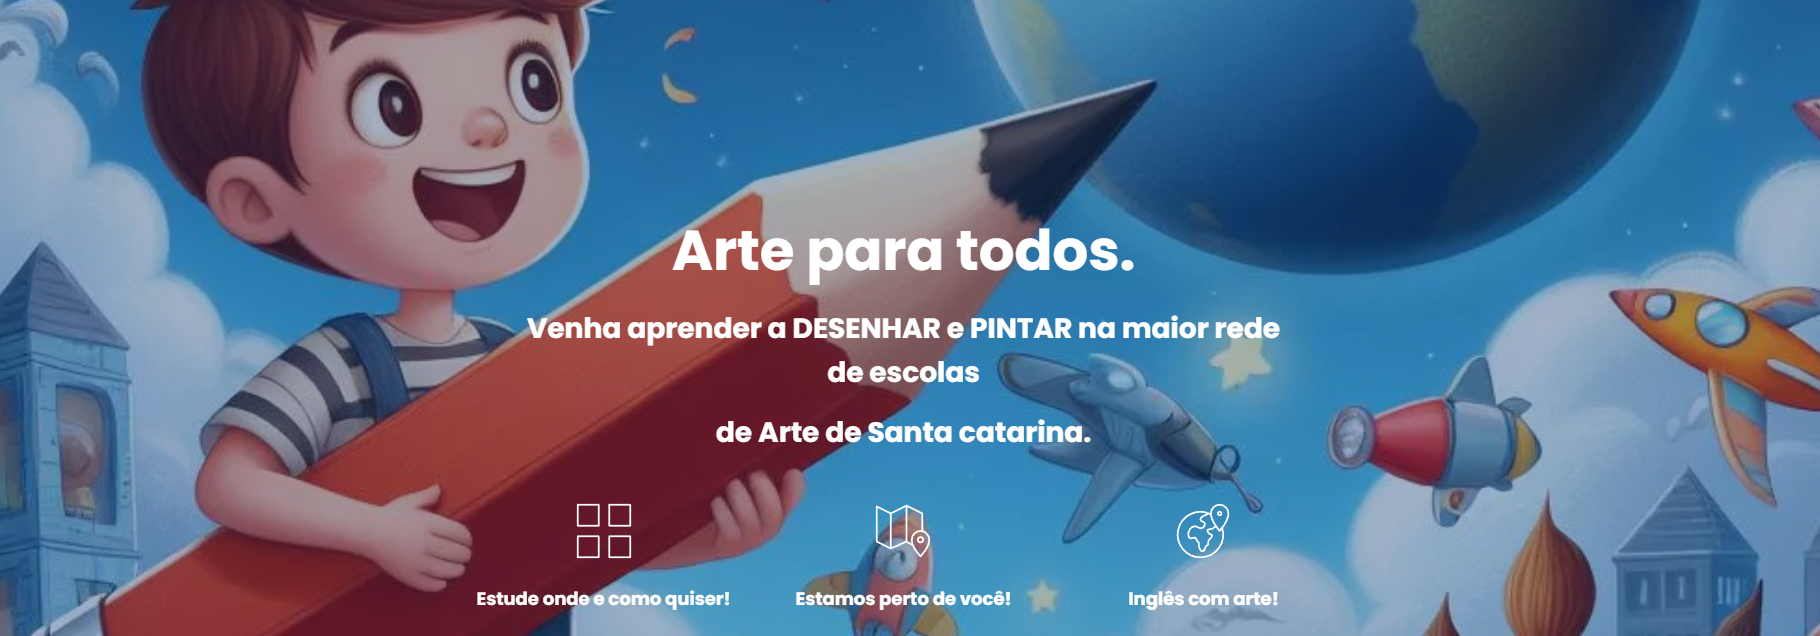 Arte para todos.
Venha aprender a DESENHAR e PINTAR na maior rede
de escolas
de Arte de Santa catarina.
Estude onde e como quiser!
Estamos perto de você!
Inglês com arte!